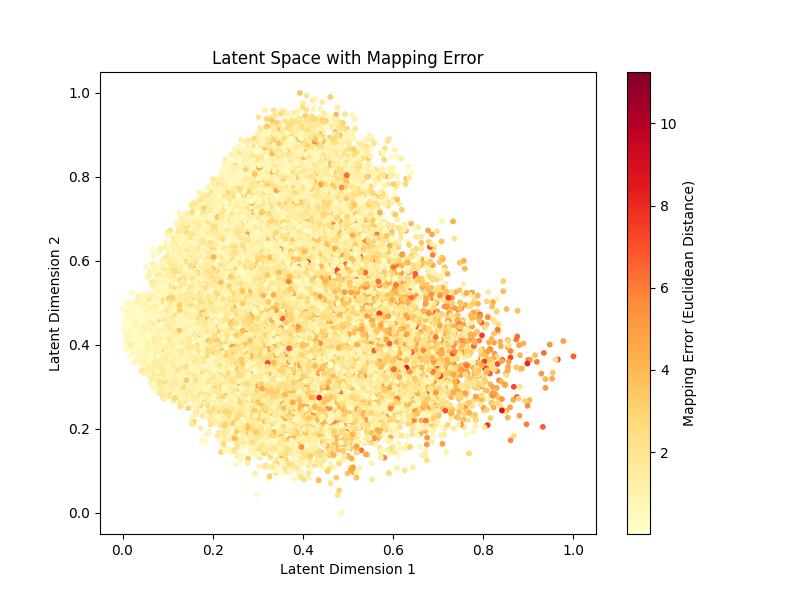 Latent Space with Mapping Error
1.0
0.8
0.6
0.4
0.2
0.0
Latent Dimension 2
0.0 0.2 0.4 0.6 0.8 1.0
Latent Dimension 1
10
8
6
4
2
Mapping Error (Euclidean Distance)